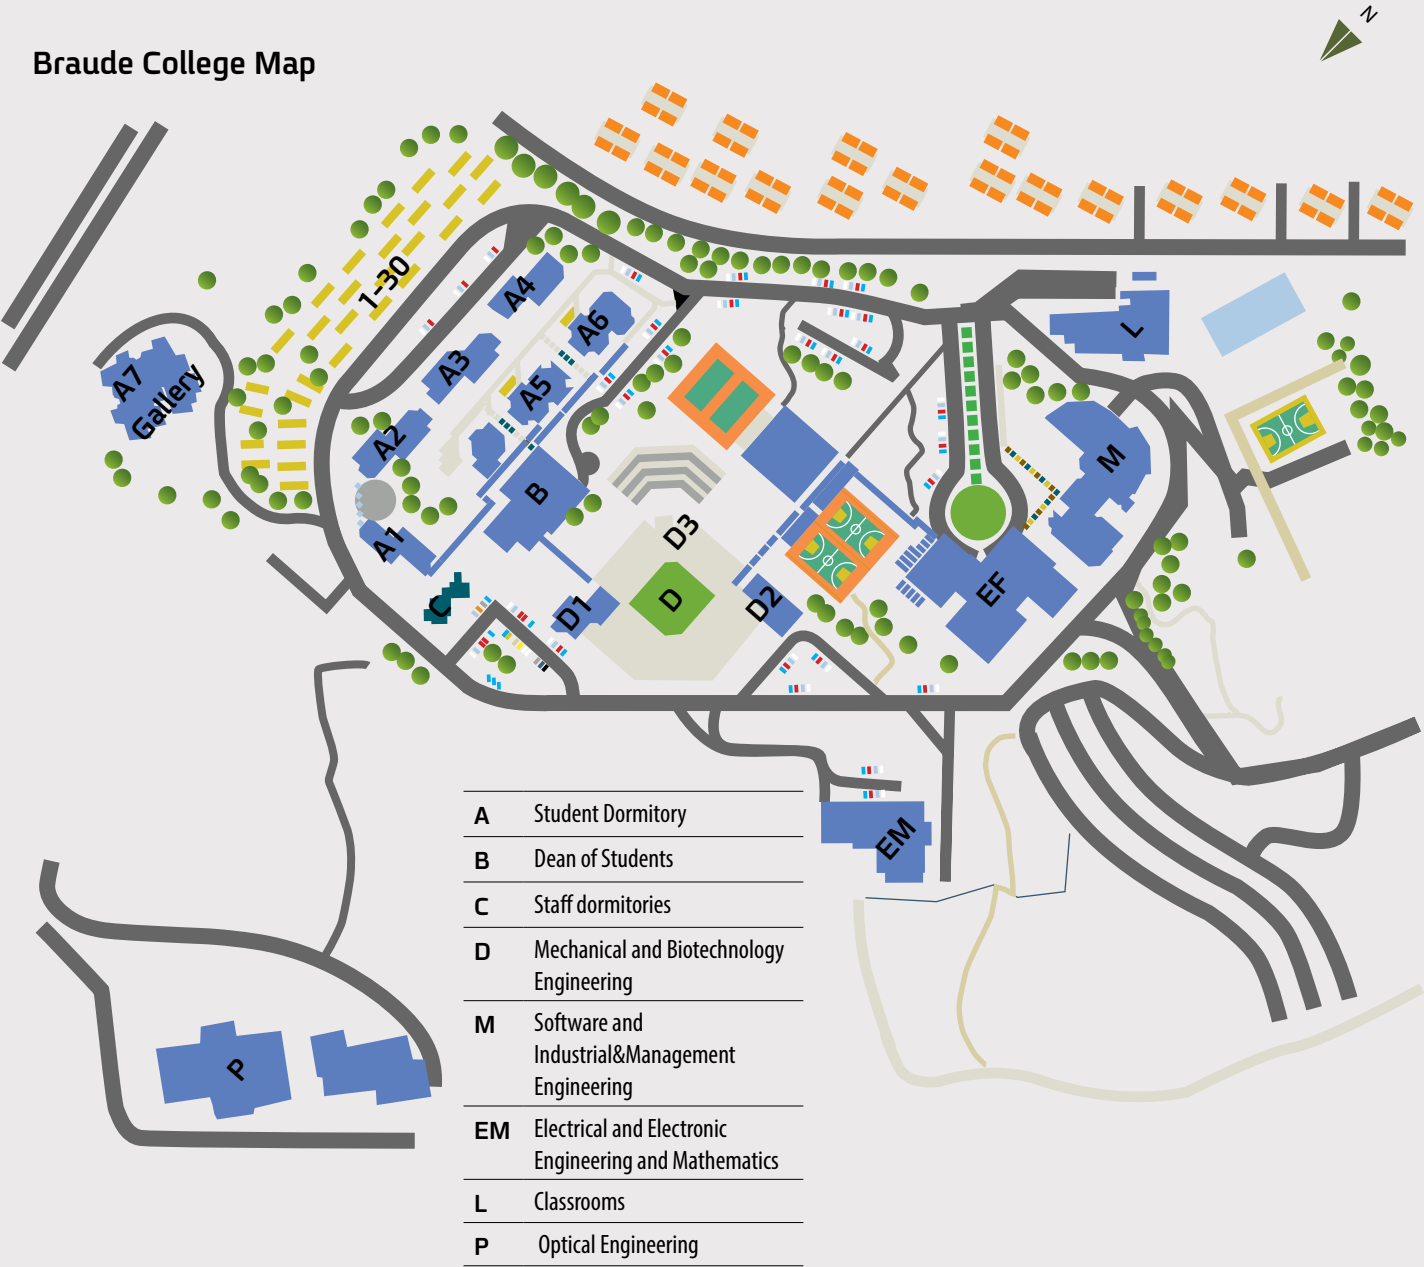 N
Braude College Map
1-30
A4
A6
A3
A5
A7
Gallery
A2
A1
B
C
D1
D3
D
D2
L
M
EF
EM
P
A Student Dormitory
B Dean of Students
C Staff dormitories
D Mechanical and Biotechnology
Engineering
M Software and
Industrial&Management
Engineering
EM Electrical and Electronic
Engineering and Mathematics
L Classrooms
P Optical Engineering